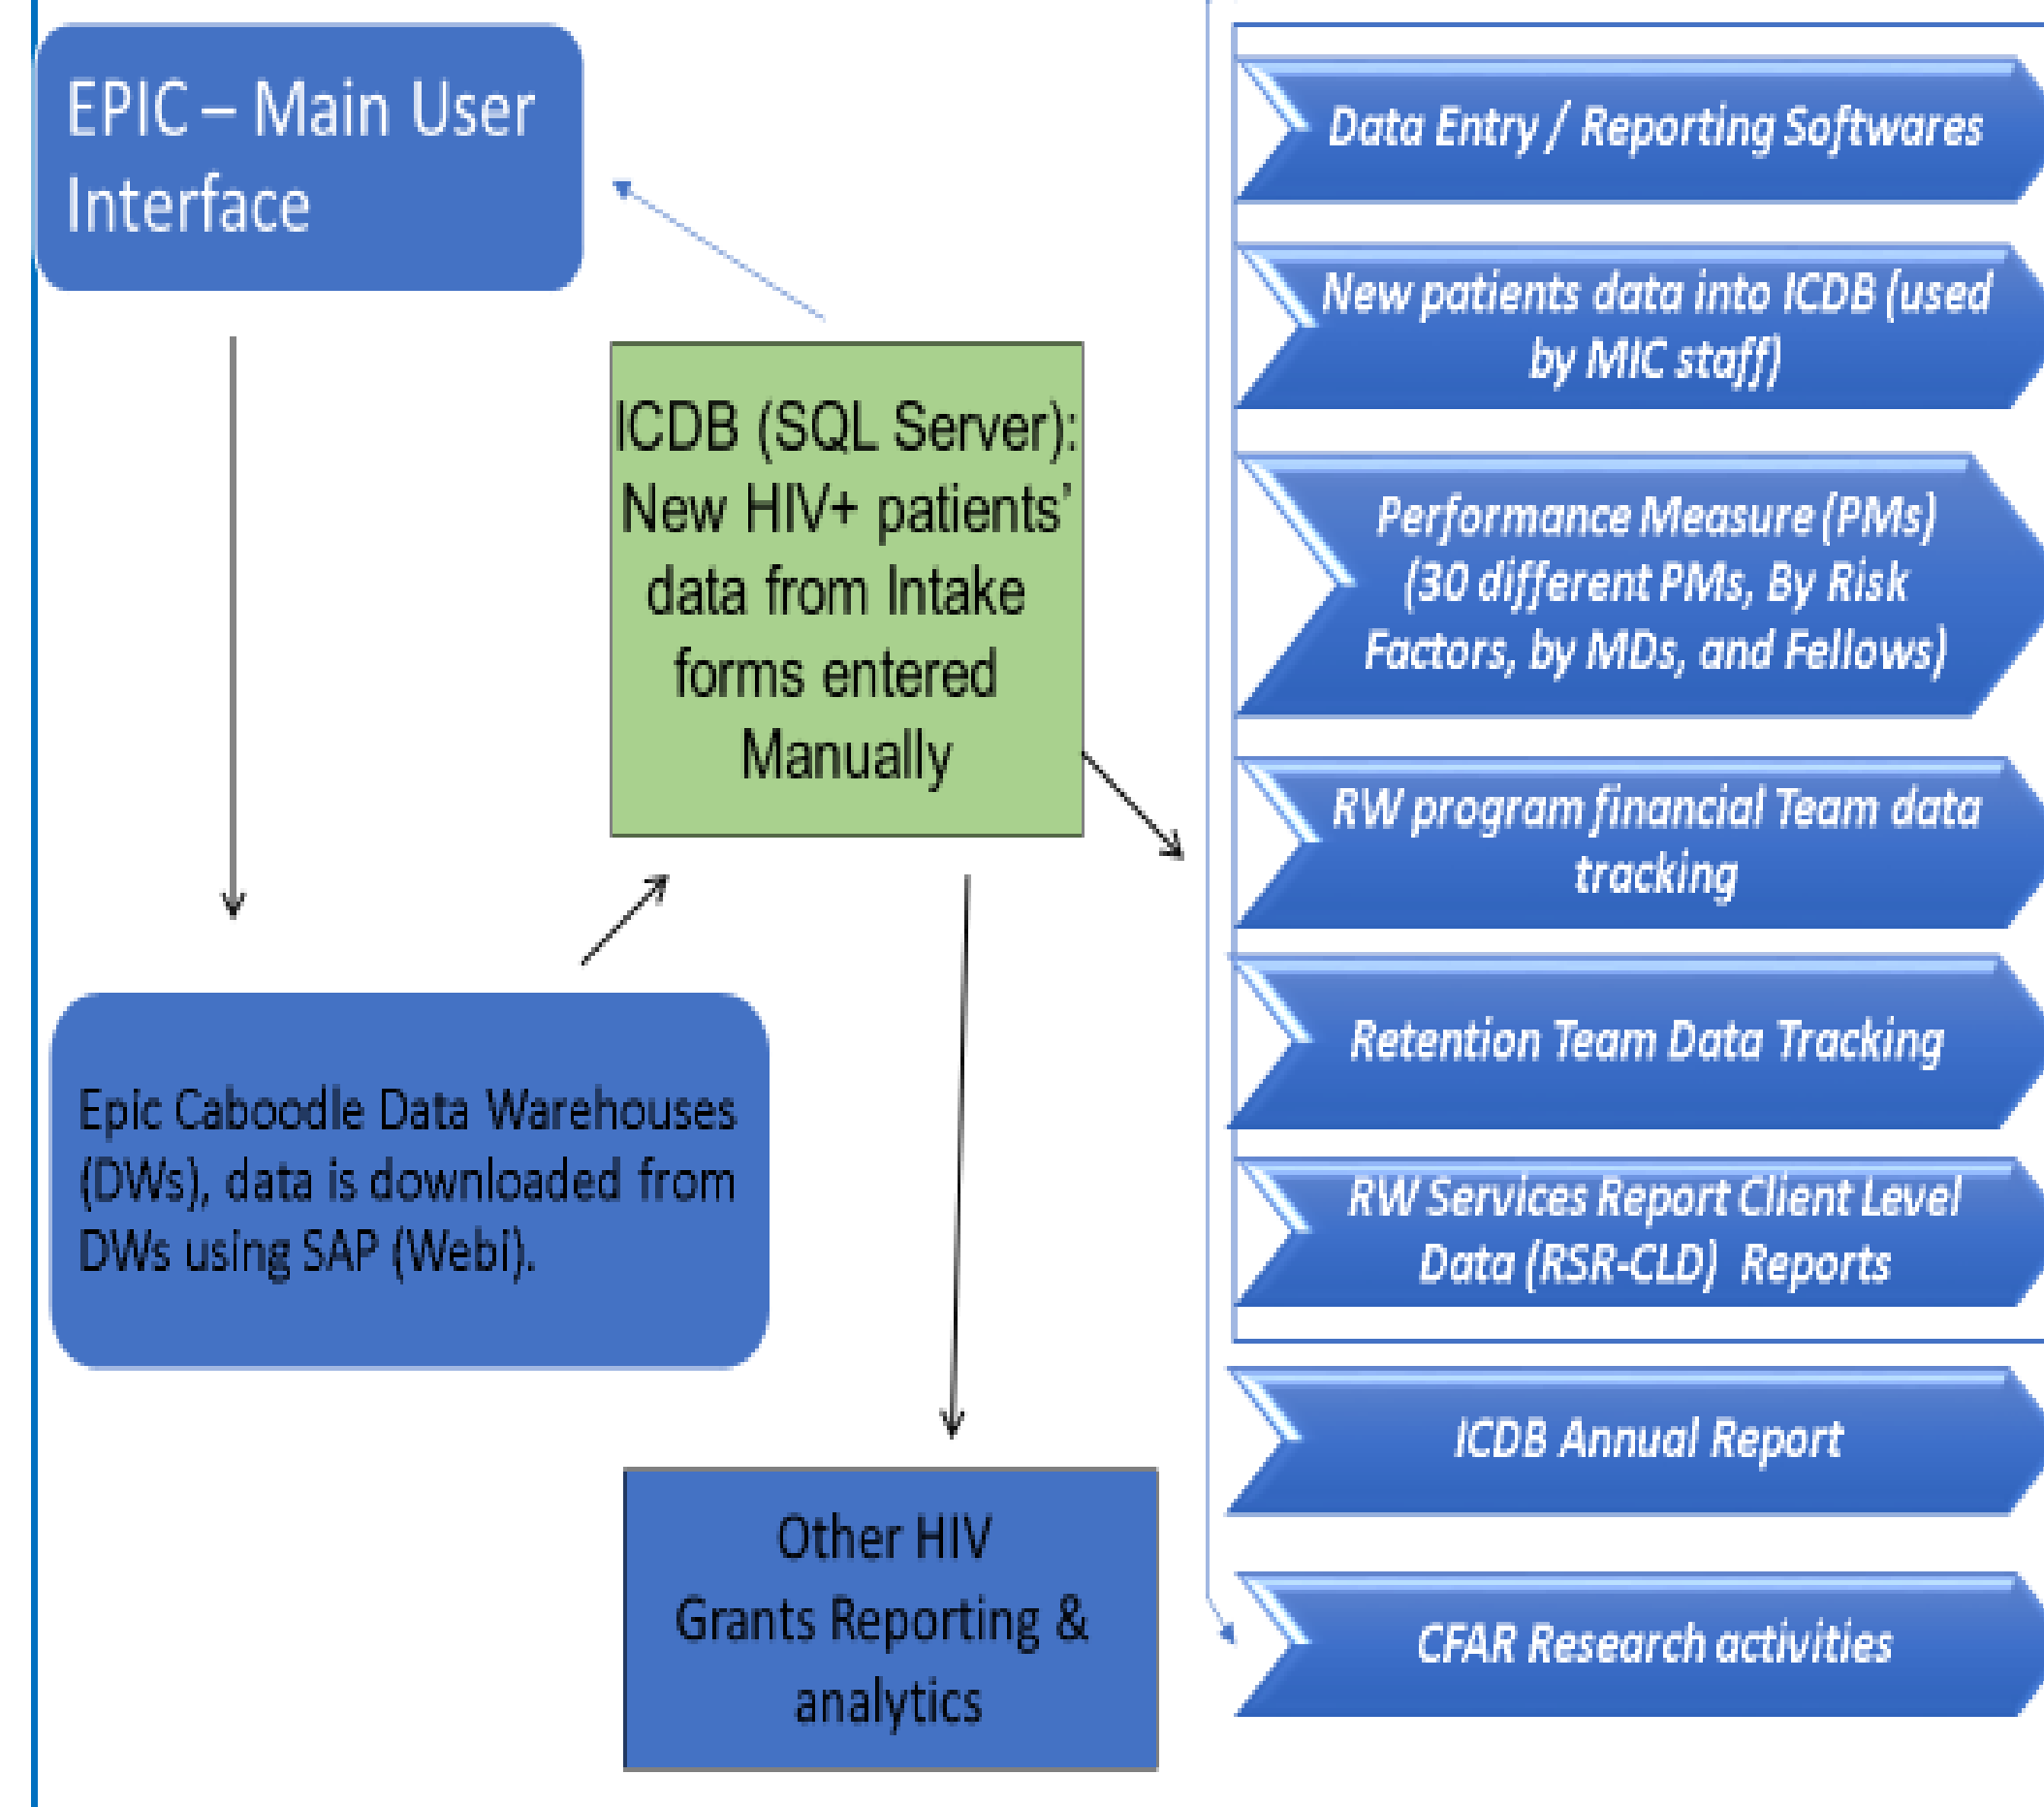 EPIC – Main User
Interface
ICDB (SQL Server):
New HIV+ patients’
data from Intake
forms entered
Manually
Epic Caboodle Data Warehouses
(DWs), data is downloaded from
DWs using SAP (Webi).
Other HIV
Grants Reporting &
analytics
Data Entry / Reporting Softwares
New patients data into ICDB (used
by MIC staff)
Performance Measure (PMs)
(30 different PMs, By Risk
Factors, by MDs, and Fellows)
RW program financial Team data
tracking
Retention Team Data Tracking
RW Services Report Client Level
Data (RSR-CLD) Reports
ICDB Annual Report
CFAR Research activities